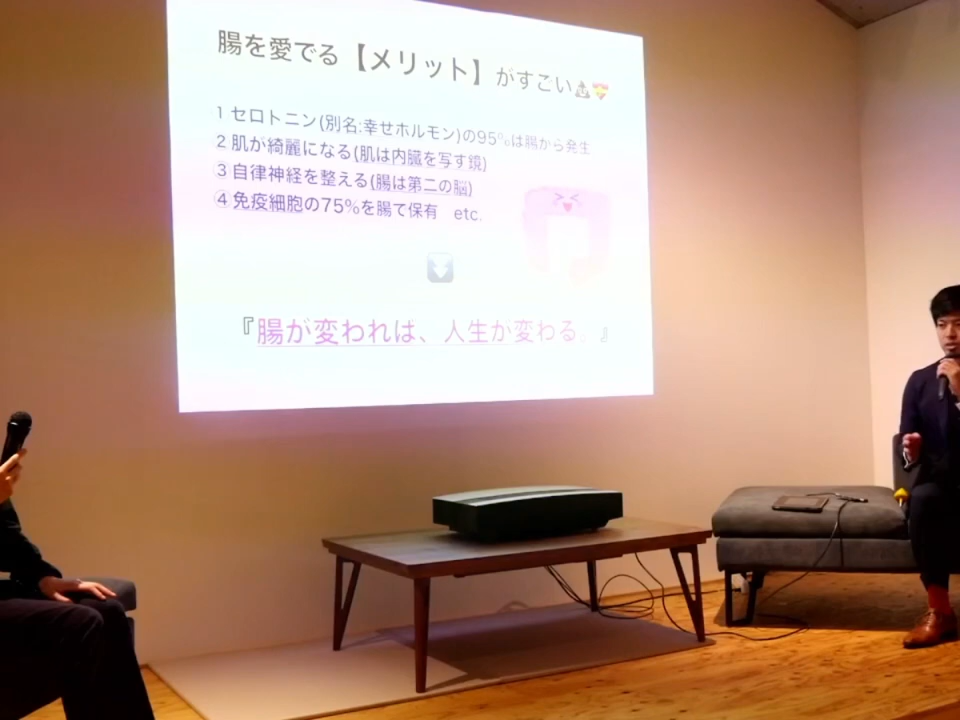 腸を愛でる【メリット】がすごい
1 セロトニン(別名:幸せホルモン)の95%は腸から発生
2 肌が綺麗になる(肌は内臓を写す鏡)
③ 自律神経を整える(腸は第二の脳)
④ 免疫細胞の75%を腸で保有 etc.
『腸が変われば、人生が変わる。』